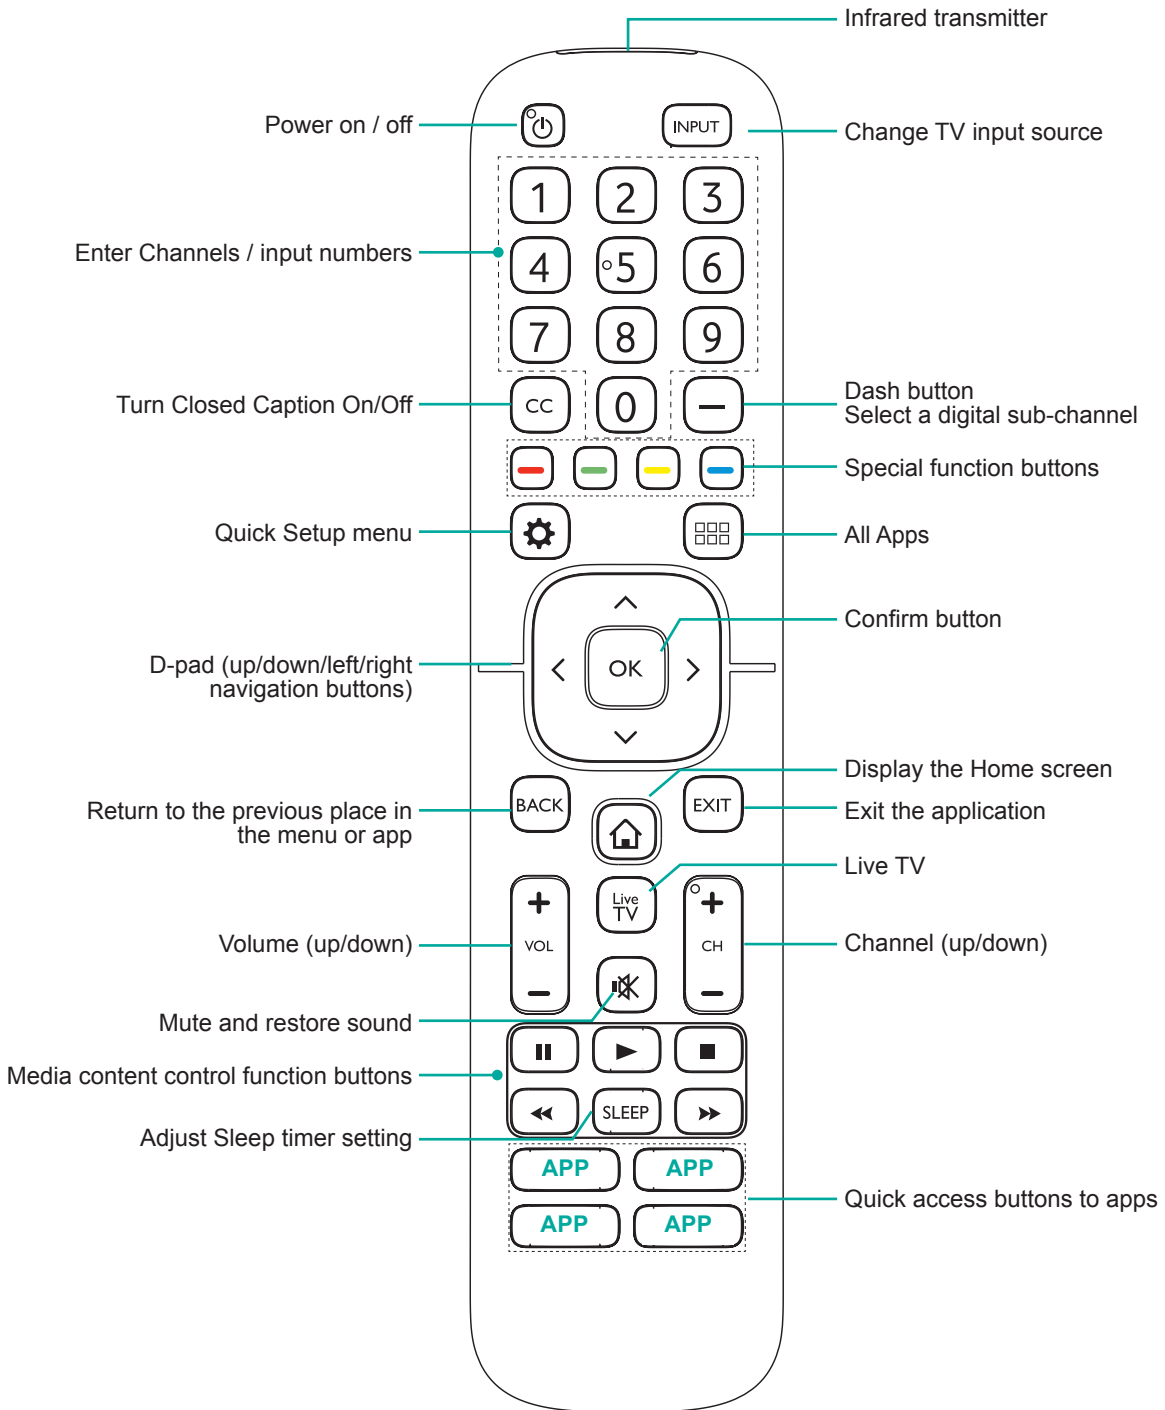 Infrared transmitter
Power on / off
INPUT
Change TV input source
1 2 3
Enter Channels / input numbers
4 5 6
7 8 9
Turn Closed Caption On/Off
CC
0
Dash button
Select a digital sub-channel
Special function buttons
Quick Setup menu
All Apps
Confirm button
OK
D-pad (up/down/left/right
navigation buttons)
Display the Home screen
BACK
EXIT
Return to the previous place in
the menu or app
Exit the application
Live TV
Live
TV
Volume (up/down)
VOL
CH
Channel (up/down)
Mute and restore sound
Media content control function buttons
SLEEP
Adjust Sleep timer setting
APP APP
Quick access buttons to apps
APP APP